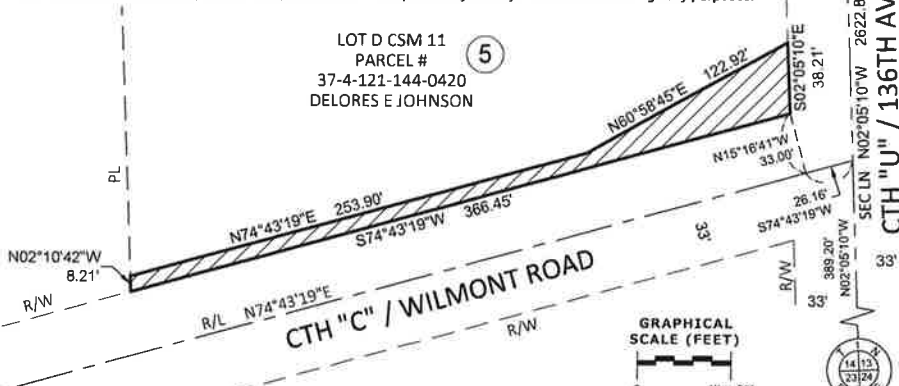 LOT D CSM 11
PARCEL #
37-4-121-144-0420
DELORES E JOHNSON
5
PL
N60°58'45"E 122.92'
S02°05'10"E
38.21'
SEC LN N02°05'10"W
CTH "U" / 136TH
N15°16'41"W
33.00'
N74°43'19"E 253.90'
S74°43'19"W 366.45'
26.16'
S74°43'19"W
N02°10'42"W
8.21'
33'
389.20'
N02°05'10"W
33'
R/W
R/L N74°43'19"E
CTH "C" / WILMONT ROAD
R/W
R/W
33'
GRAPHICAL
SCALE (FEET)
T N
14 13
23 24